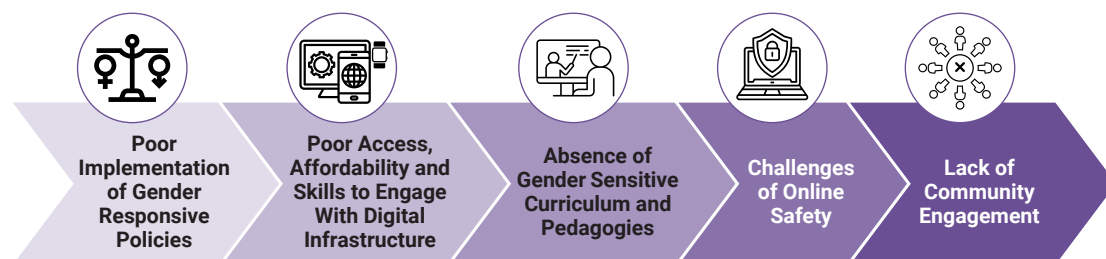 Poor
Implementation
of Gender
Responsive
Policies
Poor Access,
Affordability and
Skills to Engage
With Digital
Infrastructure
Absence of
Gender Sensitive
Curriculum and
Pedagogies
Challenges
of Online
Safety
Lack of
Community
Engagement